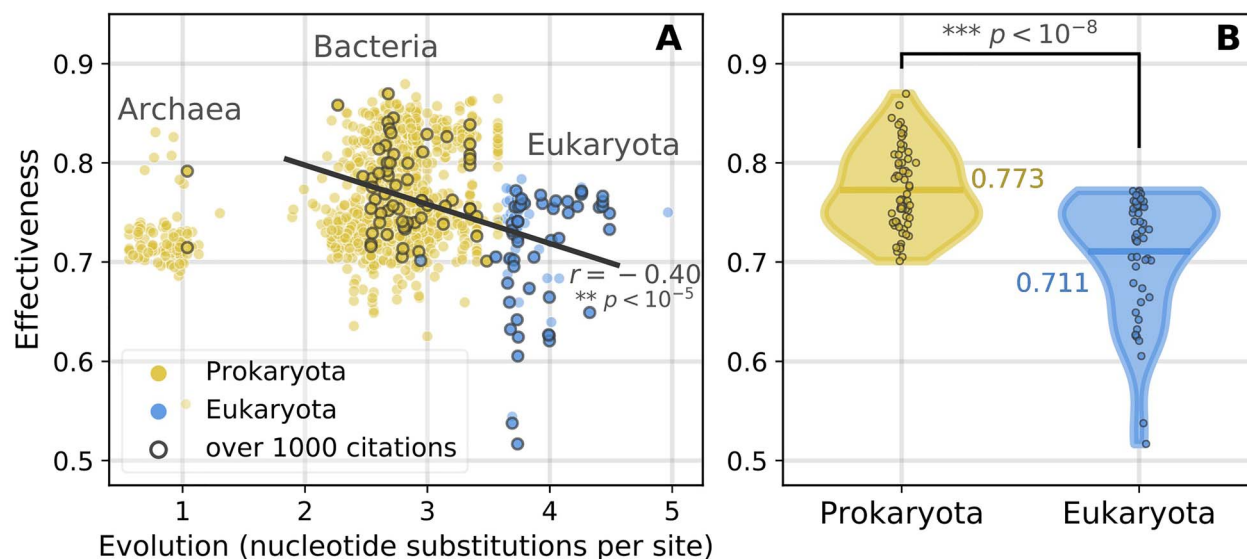 A
Bacteria
Archaea
Eukaryota
r = − 0.40
** p < 10⁻⁵
Prokaryota
Eukaryota
over 1000 citations
Effectiveness
0.9
0.8
0.7
0.6
0.5
1 2 3 4 5
Evolution (nucleotide substitutions per site)
B
*** p < 10⁻⁸
0.773
0.711
0.9
0.8
0.7
0.6
0.5
Prokaryota Eukaryota